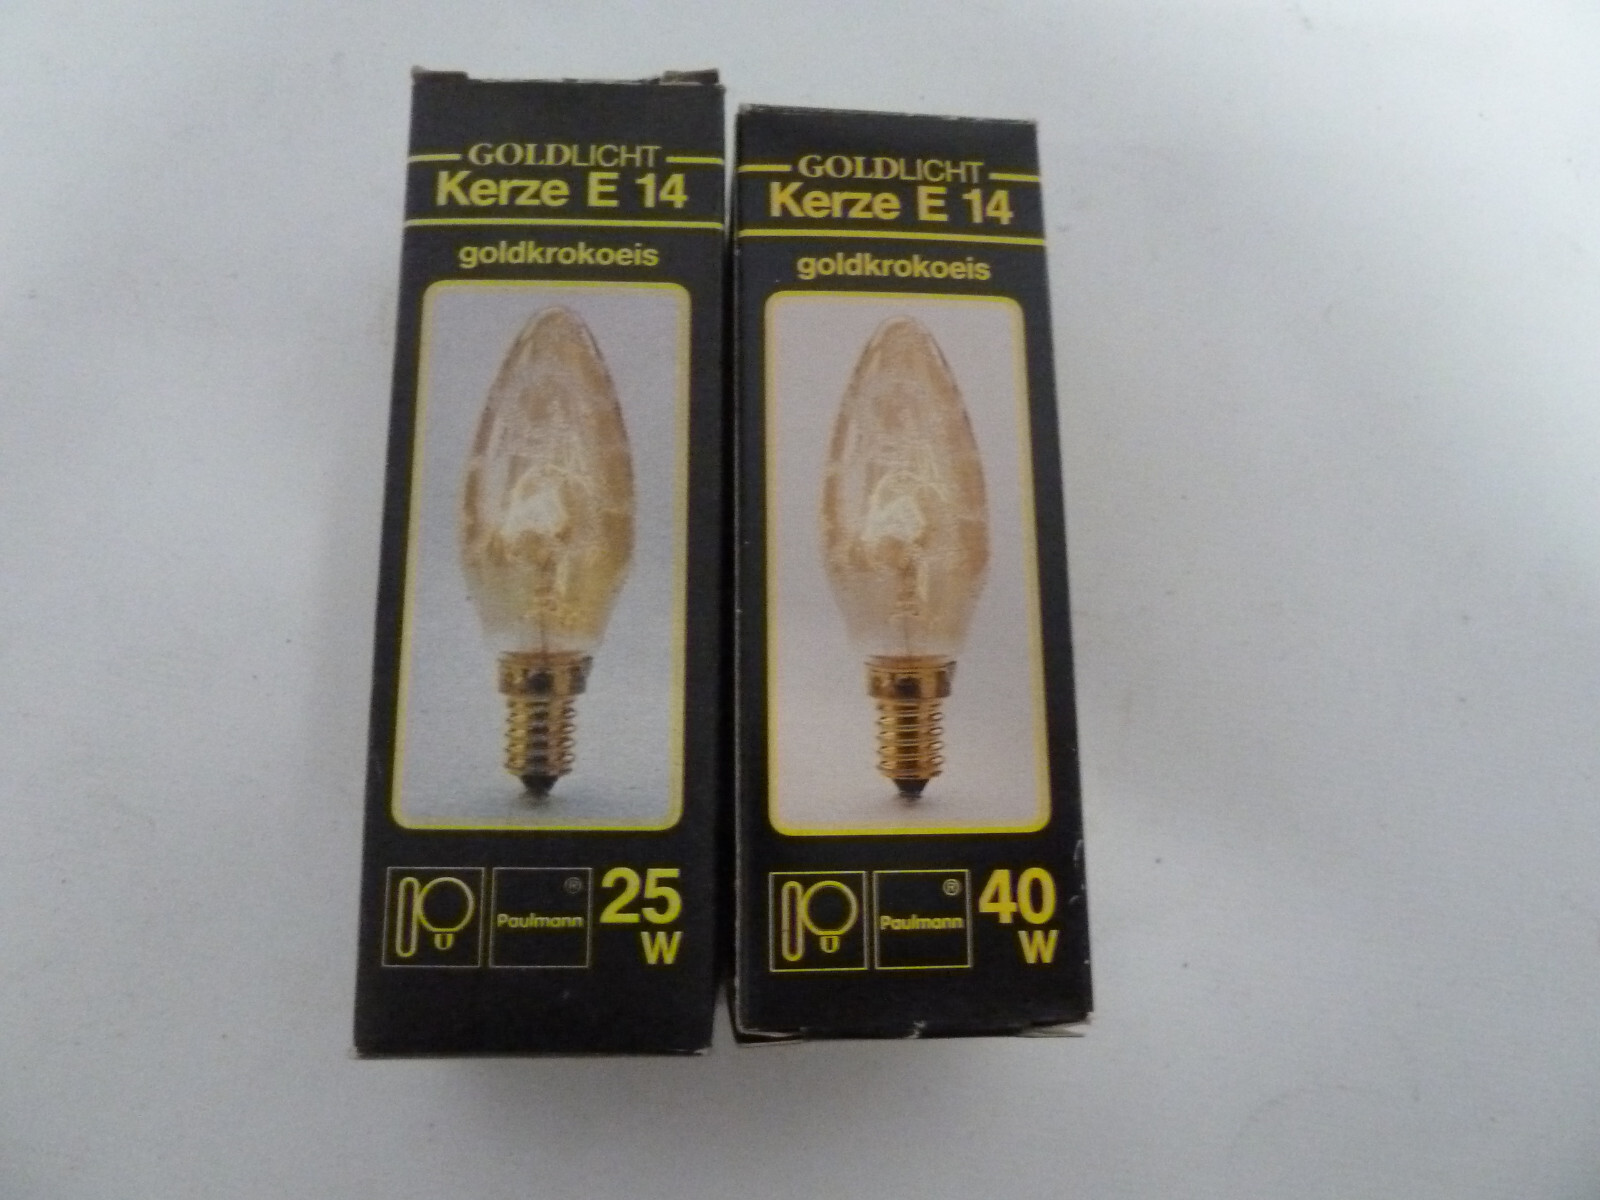 GOLDLICHT
Kerze E 14
goldkrokoeis
Paulmann ®
25
W
GOLDLICHT
Kerze E 14
goldkrokoeis
Paulmann ®
40
W